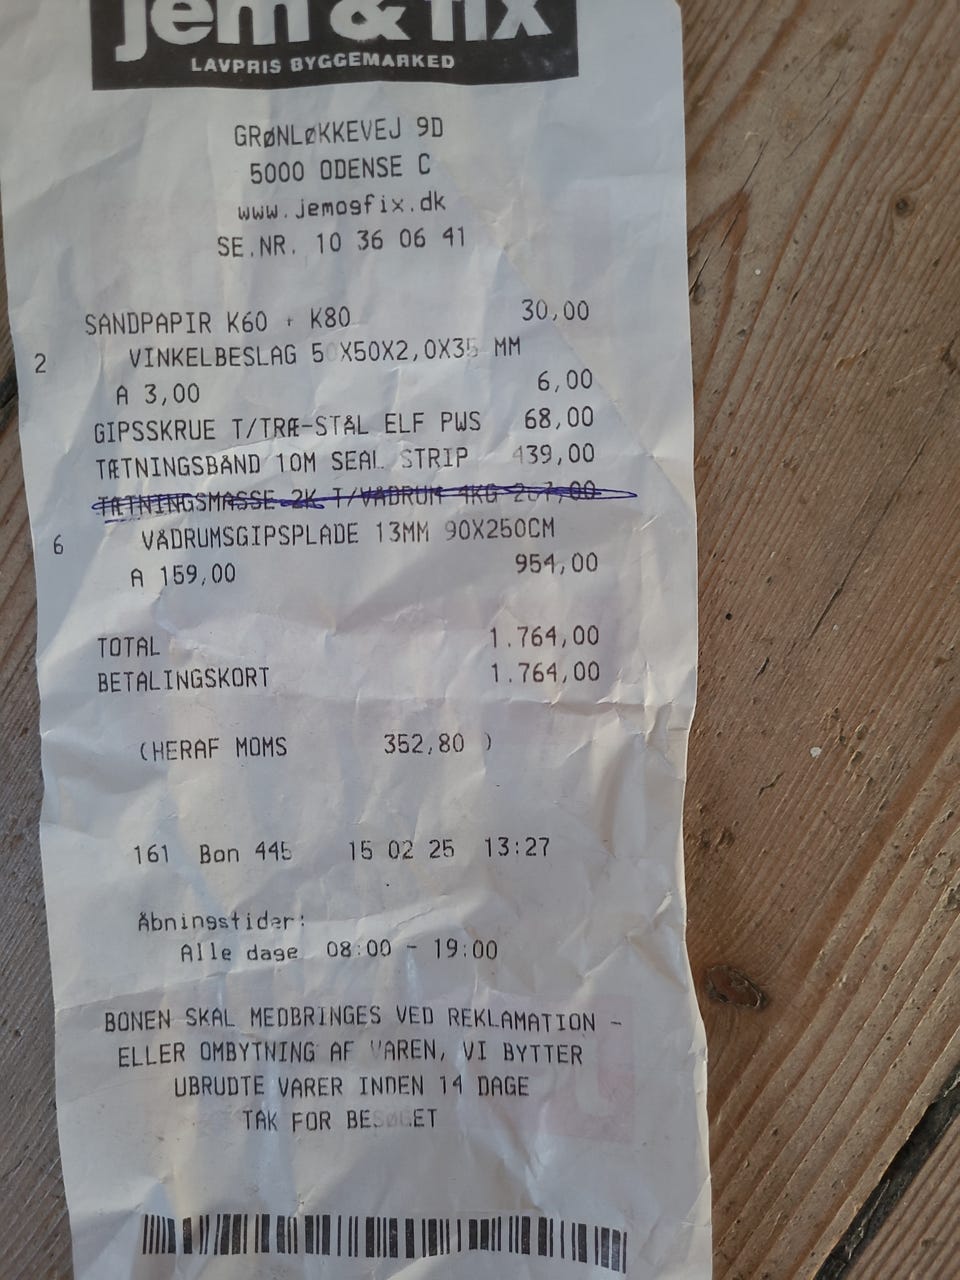 jem & fix
LAVPRIS BYGGEMARKED
GRØNLØKKEVEJ 9D
5000 ODENSE C
www.jemogfix.dk
SE.NR. 10 36 06 41
SANDPAPIR K60 + K80 30,00
2 VINKELBESLAG 50X50X2,0X35 MM
A 3,00 6,00
GIPSSKRUE T/TRÆ-STÅL ELF PWS 68,00
TÆTNINGSBÅND 10M SEAL STRIP 439,00
TÆTNINGSMASSE 2K T/VÅDRUM 4KG 267,00
6 VÅDRUMSGIPSPLADE 13MM 90X250CM
A 159,00 954,00
TOTAL 1.764,00
BETALINGSKORT 1.764,00
(HERAF MOMS 352,80 )
161 Bon 445 15 02 25 13:27
Åbningstider:
Alle dage 08:00 - 19:00
BONEN SKAL MEDBRINGES VED REKLAMATION -
ELLER OMBYTNING AF VAREN, VI BYTTER
UBRUDTE VARER INDEN 14 DAGE
TAK FOR BESØGET